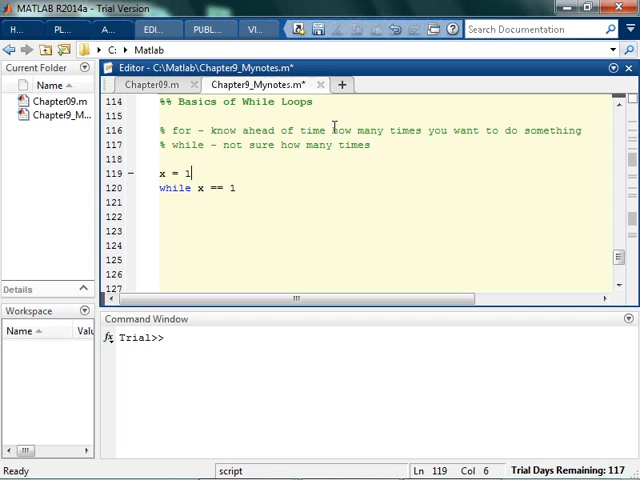 MATLAB R2014a - Trial Version
H... P... A... EDI... PUBL... VI... Search Documentation
C: Matlab
Current Folder
Editor - C:\Matlab\Chapter9_Mynotes.m*
Name
Chapter09.m
Chapter9_M...
Chapter09.m Chapter9_Mynotes.m*
114 %% Basics of While Loops
115
116 % for - know ahead of time how many times you want to do something
117 % while - not sure how many times
118
119 x = 1
120 while x == 1
121
122
123
124
125
126
127
Details
Workspace
Name Valu
Command Window
fx Trial>>
Ready script Ln 119 Col 6 Trial Days Remaining: 117